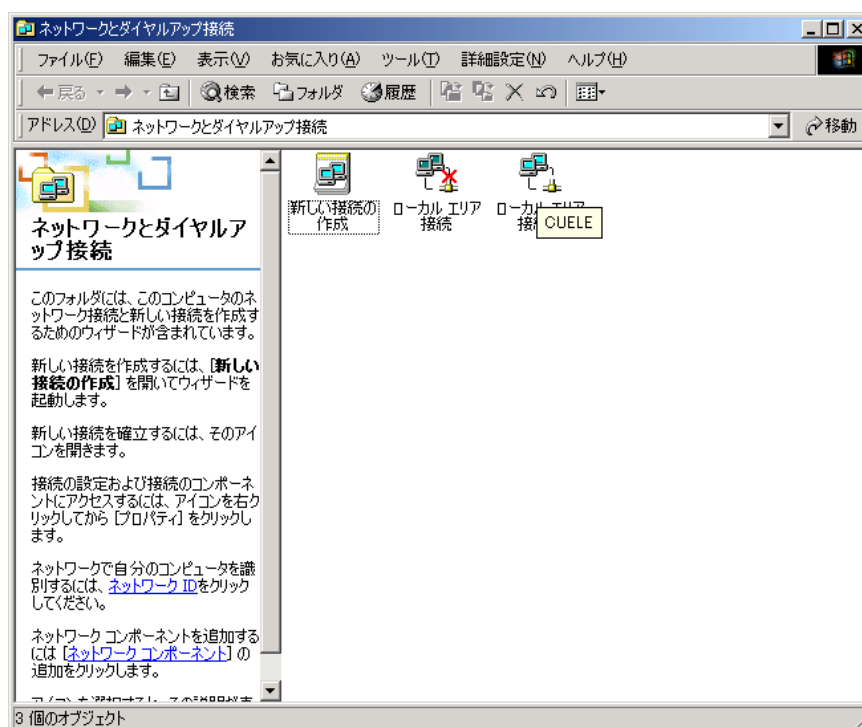 ネットワークとダイヤルアップ接続
ファイル(F) 編集(E) 表示(V) お気に入り(A) ツール(T) 詳細設定(N) ヘルプ(H)
戻る 検索 フォルダ 履歴
アドレス(D) ネットワークとダイヤルアップ接続 移動
ネットワークとダイヤルア
ップ接続
このフォルダには、このコンピュータのネ
ットワーク接続と新しい接続を作成す
るためのウィザードが含まれています。
新しい接続を作成するには、[新しい
接続の作成] を開いてウィザードを
起動します。
新しい接続を確立するには、そのアイ
コンを開きます。
接続の設定および接続のコンポーネ
ントにアクセスするには、アイコンを右ク
リックしてから [プロパティ] をクリックし
ます。
ネットワークで自分のコンピュータを識
別するには、ネットワーク IDをクリック
してください。
ネットワーク コンポーネントを追加する
には [ネットワーク コンポーネント] の
追加をクリックします。
新しい接続の
作成
ローカル エリア
接続
ローカル エリア
接
CUELE
3 個のオブジェクト